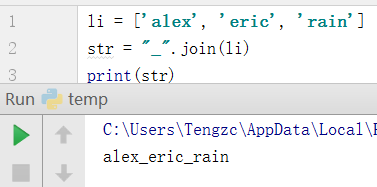 1 li = ['alex', 'eric', 'rain']
2 str = "_".join(li)
3 print(str)
Run temp
C:\Users\Tengzc\AppData\Local\
alex_eric_rain